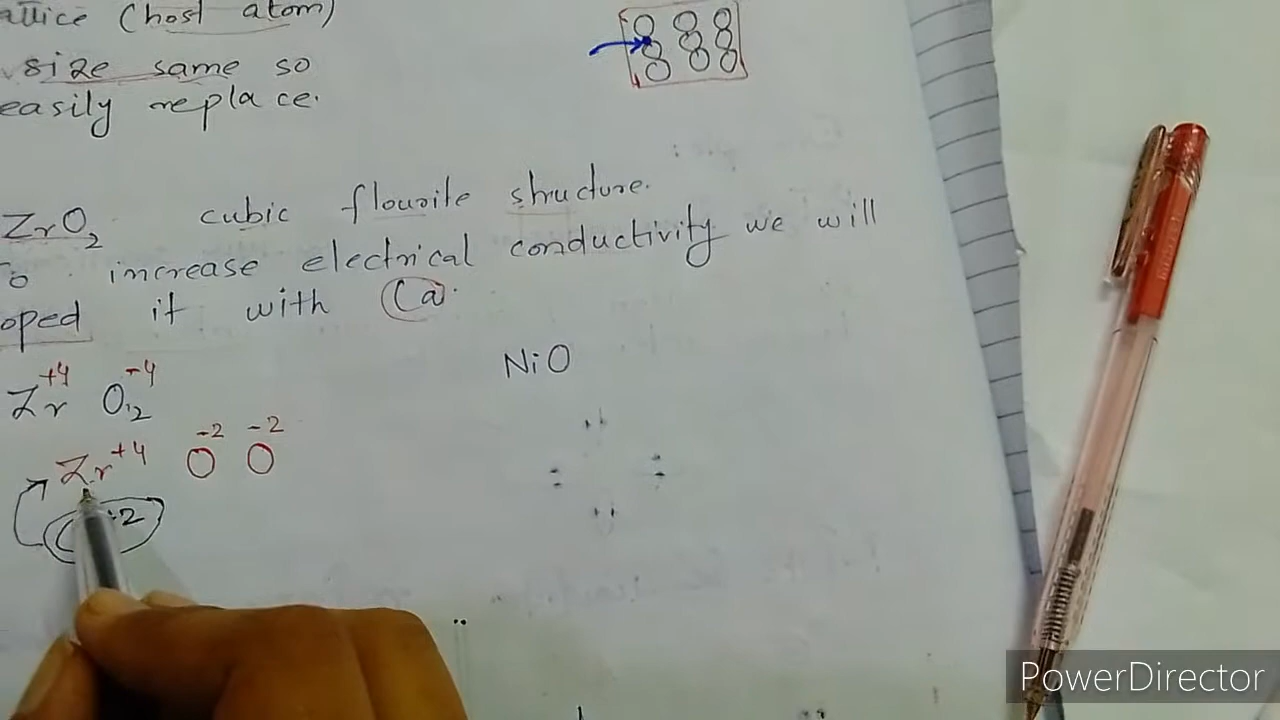 attice (host atom)
size same so
easily replace.
ZrO2 cubic flourite structure.
To increase electrical conductivity we will
oped it with Ca.
Zr+4 O2-4
NiO
Zr+4 O-2 O-2
+2
PowerDirector